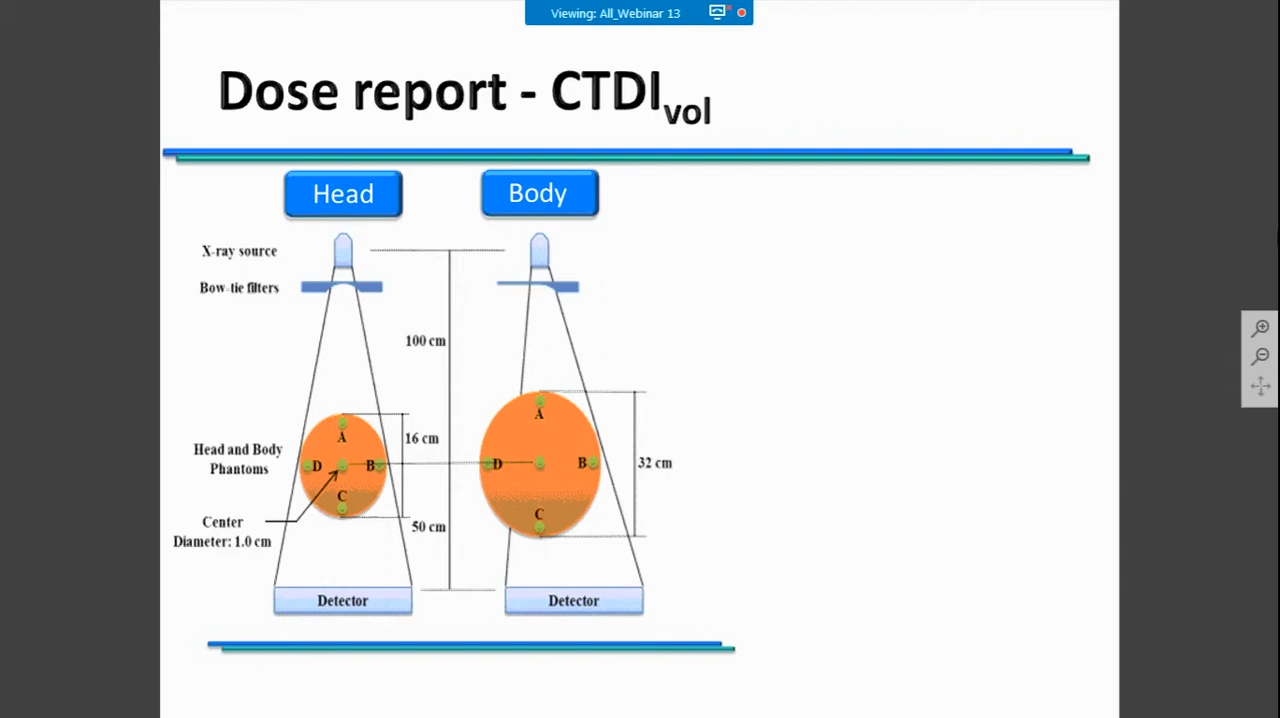 Viewing: All_Webinar 13
Dose report - CTDIvol
Head
Body
X-ray source
Bow-tie filters
100 cm
A
16 cm
Head and Body
Phantoms
D
B
C
Center
Diameter: 1.0 cm
50 cm
A
D
B
32 cm
C
Detector
Detector